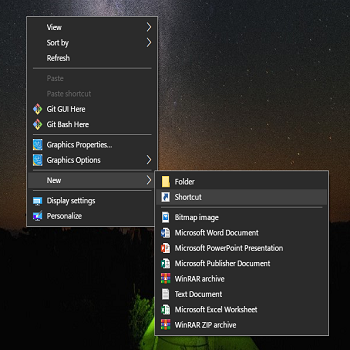 View
Sort by
Refresh
Paste
Paste shortcut
Git GUI Here
Git Bash Here
Graphics Properties...
Graphics Options
New
Display settings
Personalize
Folder
Shortcut
Bitmap image
Microsoft Word Document
Microsoft PowerPoint Presentation
Microsoft Publisher Document
WinRAR archive
Text Document
Microsoft Excel Worksheet
WinRAR ZIP archive